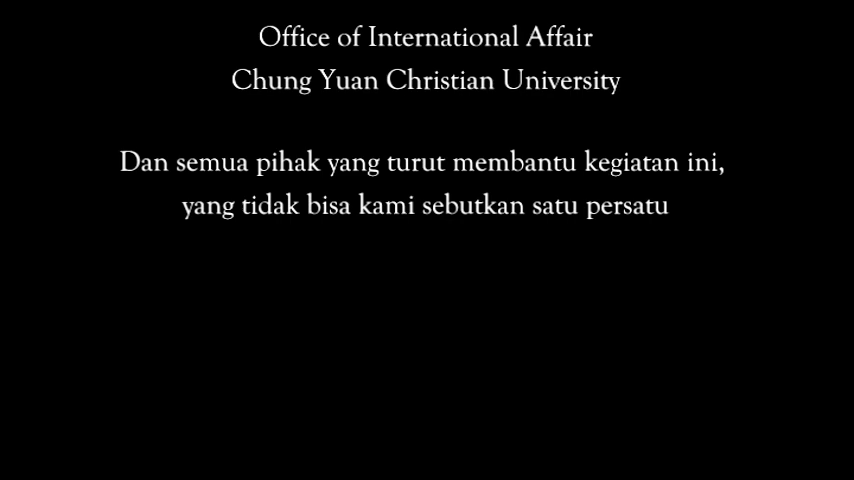 Office of International Affair
Chung Yuan Christian University
Dan semua pihak yang turut membantu kegiatan ini,
yang tidak bisa kami sebutkan satu persatu